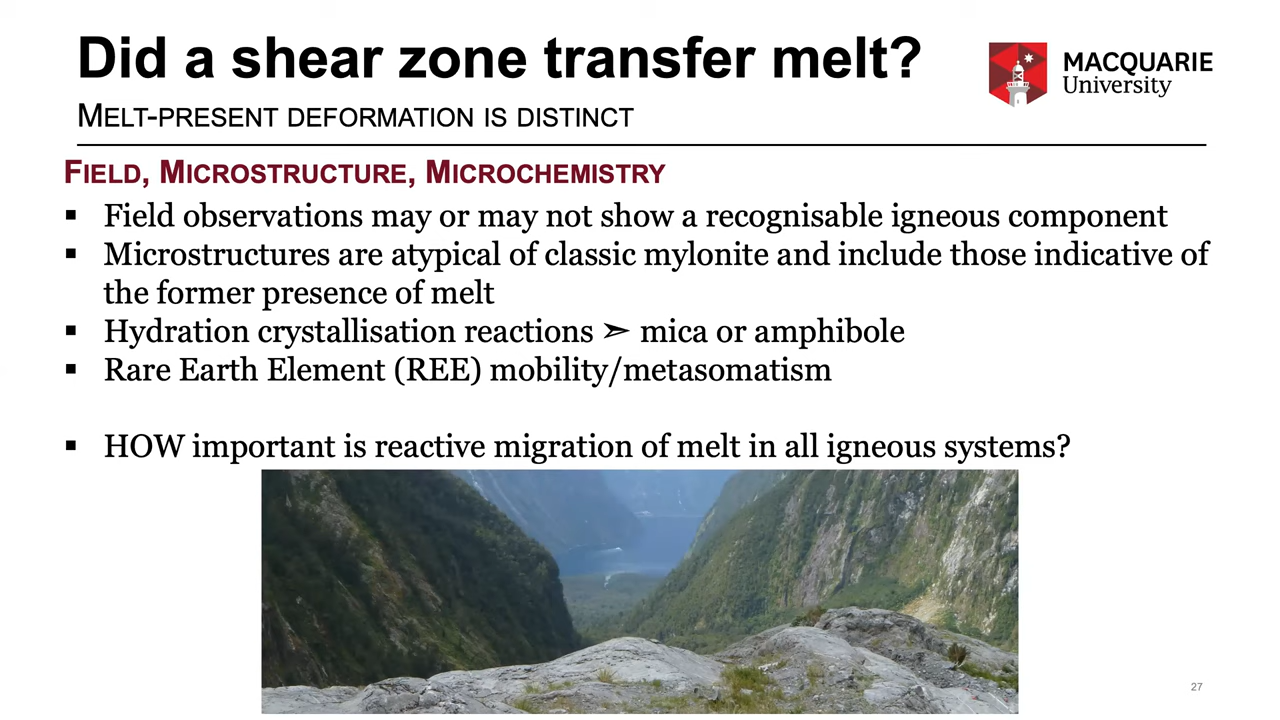 Did a shear zone transfer melt?
MACQUARIE
University
MELT-PRESENT DEFORMATION IS DISTINCT
FIELD, MICROSTRUCTURE, MICROCHEMISTRY
▪ Field observations may or may not show a recognisable igneous component
▪ Microstructures are atypical of classic mylonite and include those indicative of
the former presence of melt
▪ Hydration crystallisation reactions ➣ mica or amphibole
▪ Rare Earth Element (REE) mobility/metasomatism
▪ HOW important is reactive migration of melt in all igneous systems?
27